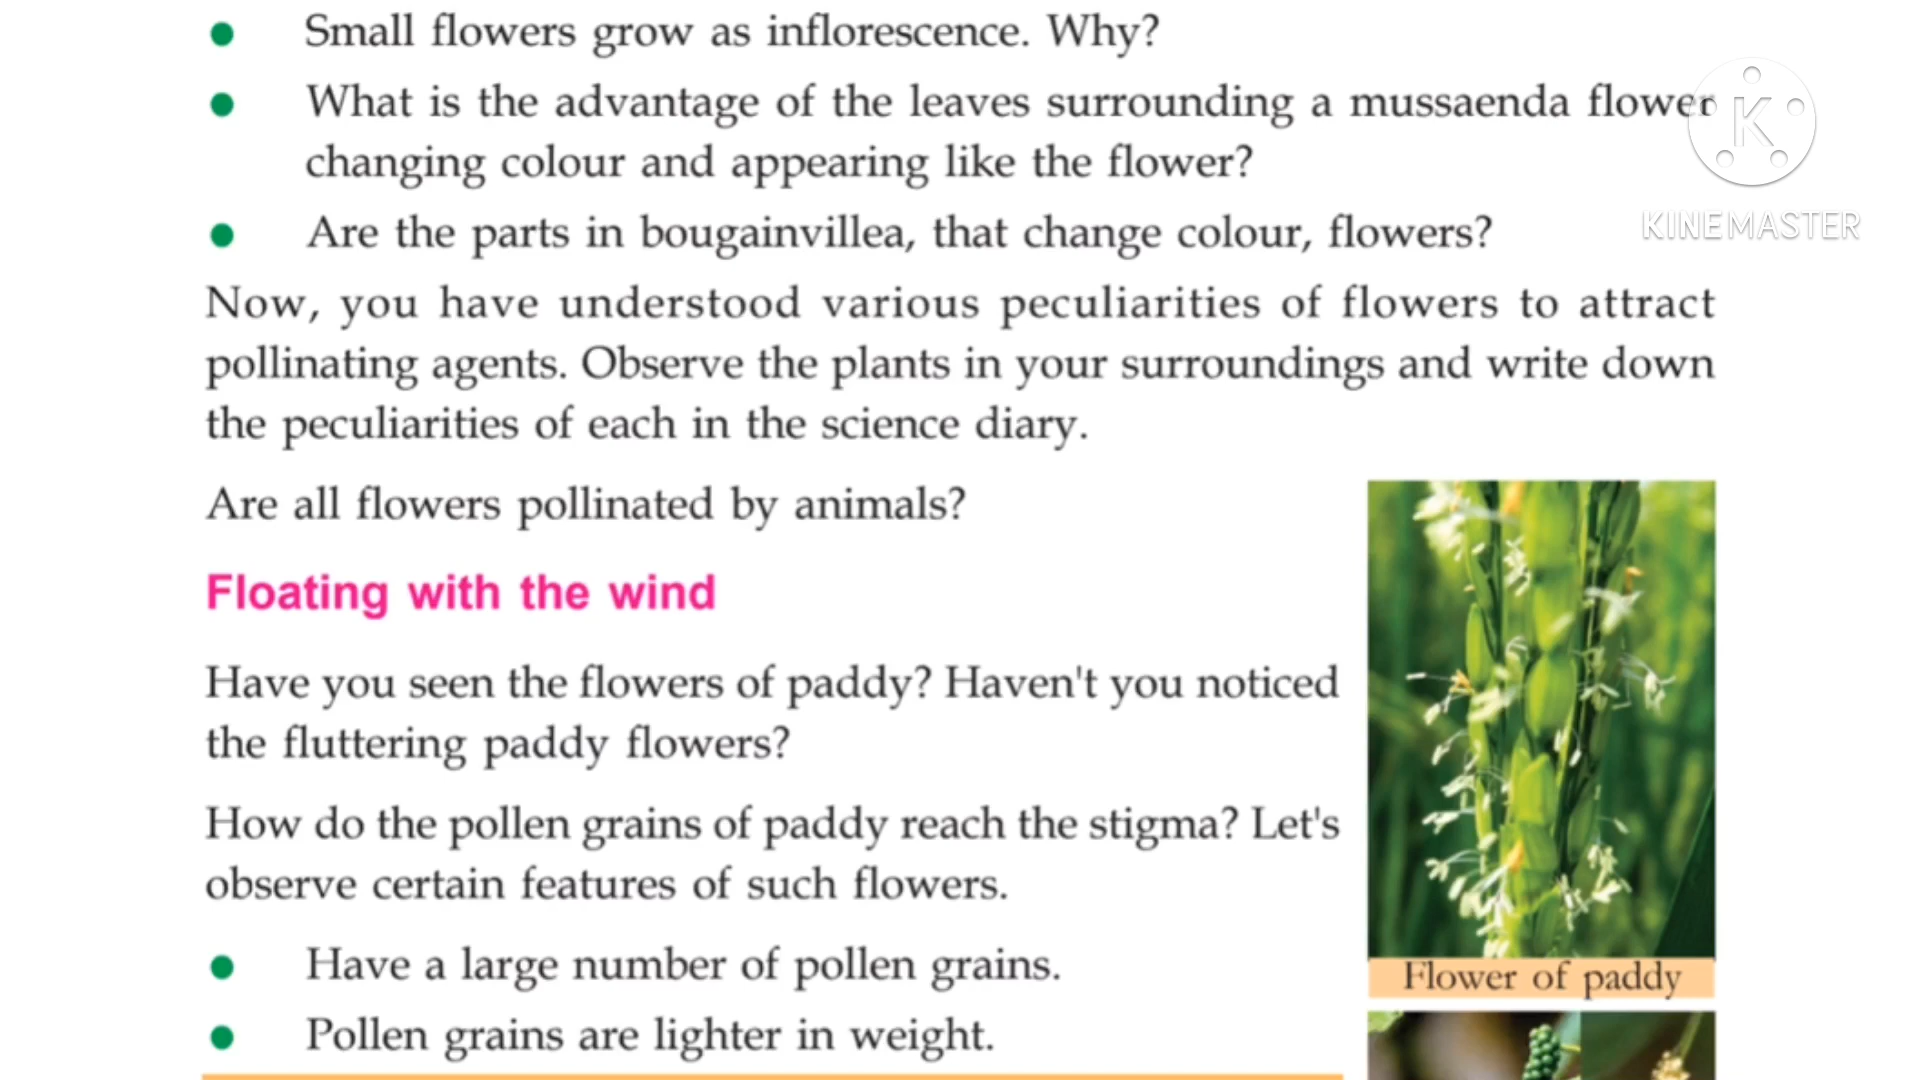 Small flowers grow as inflorescence. Why?
What is the advantage of the leaves surrounding a mussaenda flower
changing colour and appearing like the flower?
Are the parts in bougainvillea, that change colour, flowers?
Now, you have understood various peculiarities of flowers to attract
pollinating agents. Observe the plants in your surroundings and write down
the peculiarities of each in the science diary.
Are all flowers pollinated by animals?
Floating with the wind
Have you seen the flowers of paddy? Haven't you noticed
the fluttering paddy flowers?
How do the pollen grains of paddy reach the stigma? Let's
observe certain features of such flowers.
Have a large number of pollen grains.
Pollen grains are lighter in weight.
Flower of paddy
K
KINEMASTER